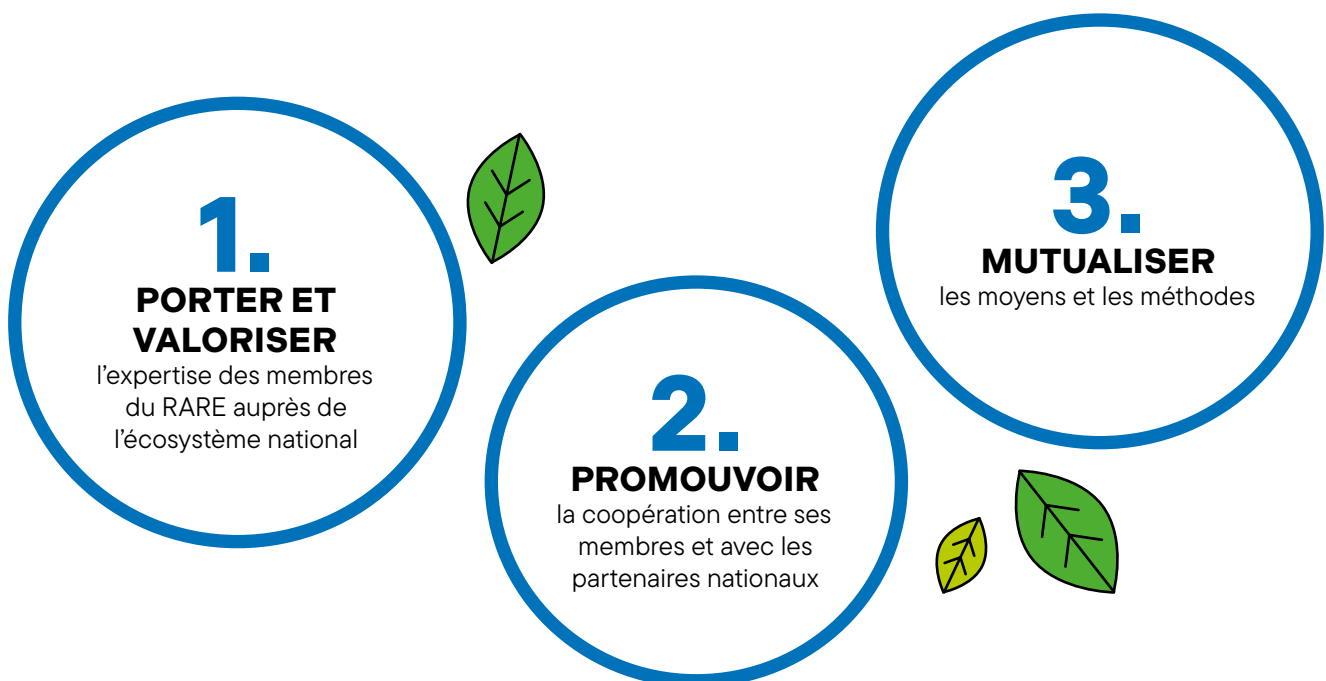 1.
PORTER ET
VALORISER
l’expertise des membres
du RARE auprès de
l’écosystème national
2.
PROMOUVOIR
la coopération entre ses
membres et avec les
partenaires nationaux
3.
MUTUALISER
les moyens et les méthodes